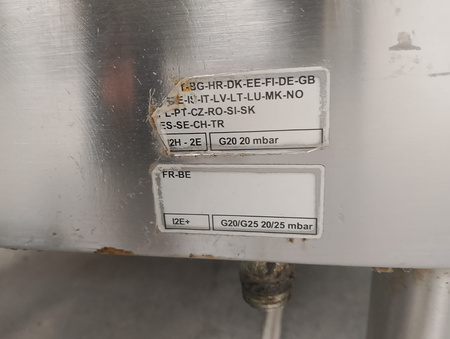 T-BG-HR-DK-EE-FI-DE-GB
E-IS-IT-LV-LT-LU-MK-NO
L-PT-CZ-RO-SI-SK
ES-SE-CH-TR
I2H - 2E G20 20 mbar
FR-BE
I2E+ G20/G25 20/25 mbar